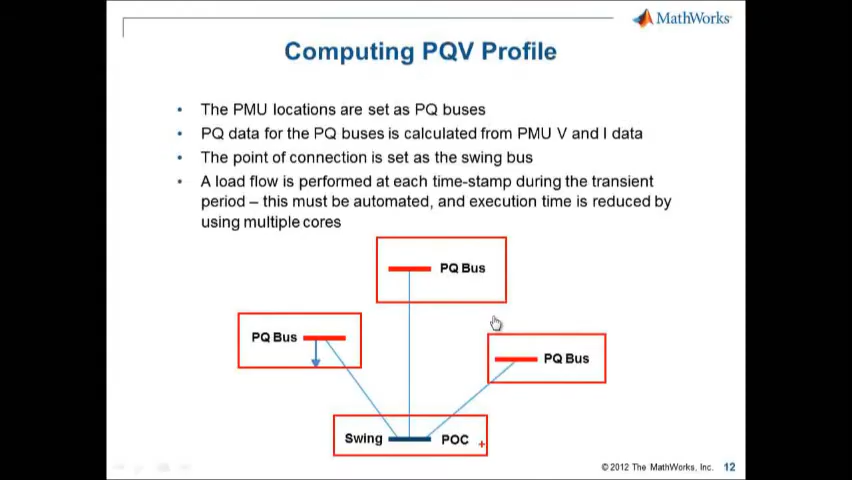 MathWorks
Computing PQV Profile
• The PMU locations are set as PQ buses
• PQ data for the PQ buses is calculated from PMU V and I data
• The point of connection is set as the swing bus
• A load flow is performed at each time-stamp during the transient
period – this must be automated, and execution time is reduced by
using multiple cores
PQ Bus
PQ Bus
PQ Bus
Swing POC
© 2012 The MathWorks, Inc. 12